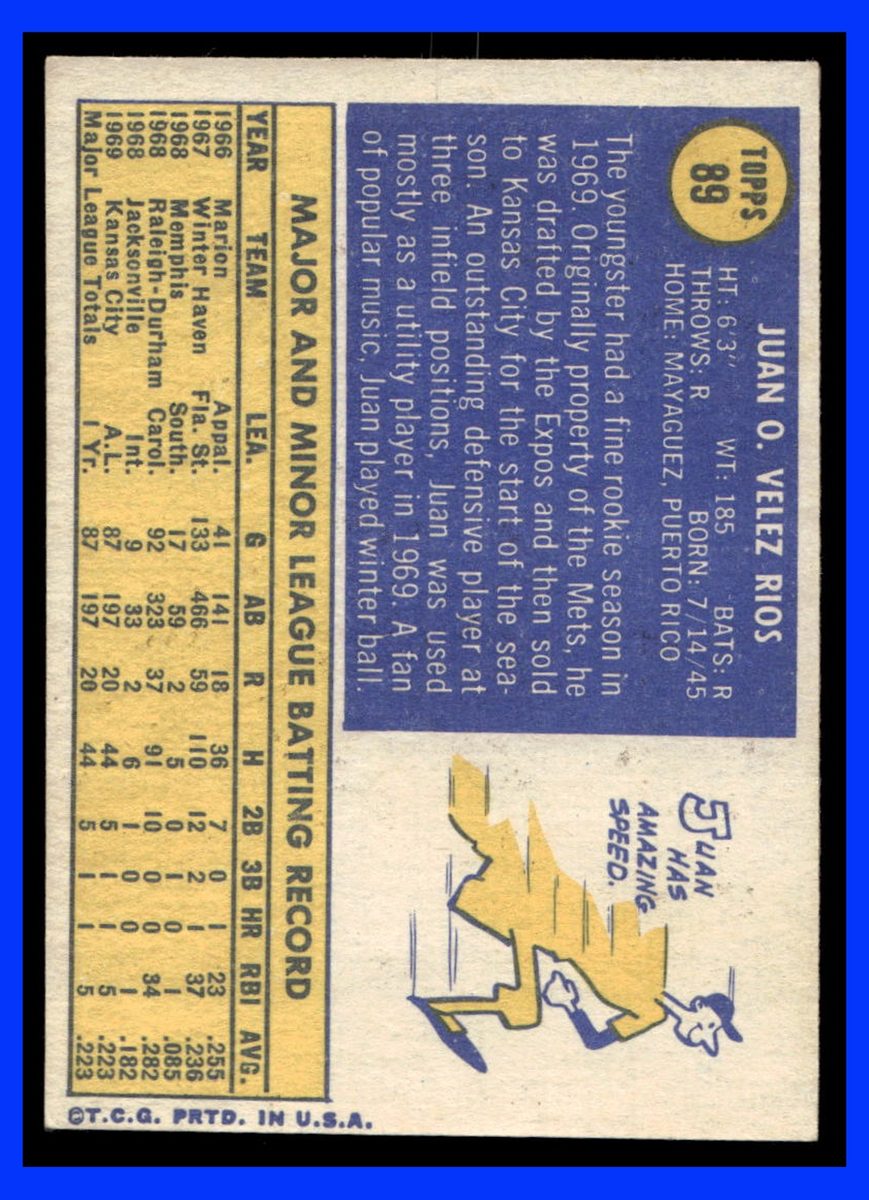 TOPPS
89
JUAN O. VELEZ RIOS
HT: 6'3" WT: 185 BATS: R
THROWS: R BORN: 7/14/45
HOME: MAYAGUEZ, PUERTO RICO
The youngster had a fine rookie season in
1969. Originally property of the Mets, he
was drafted by the Expos and then sold
to Kansas City for the start of the sea-
son. An outstanding defensive player at
three infield positions, Juan was used
mostly as a utility player in 1969. A fan
of popular music, Juan played winter ball.
JUAN
HAS
AMAZING
SPEED.
MAJOR AND MINOR LEAGUE BATTING RECORD
YEAR TEAM LEA. G AB R H 2B 3B HR RBI AVG.
1966 Marion Appal. 41 141 18 36 7 0 1 23 .255
1967 Winter Haven Fla. St. 133 466 59 110 12 2 1 37 .236
1968 Memphis South. 17 59 2 5 0 0 0 1 .085
1968 Raleigh-Durham Carol. 92 323 37 91 10 0 1 34 .282
1968 Jacksonville Int. 9 33 2 6 1 0 0 1 .182
1969 Kansas City A.L. 87 197 20 44 5 1 1 5 .223
Major League Totals 1 Yr. 87 197 20 44 5 1 1 5 .223
©T.C.G. PRTD. IN U.S.A.